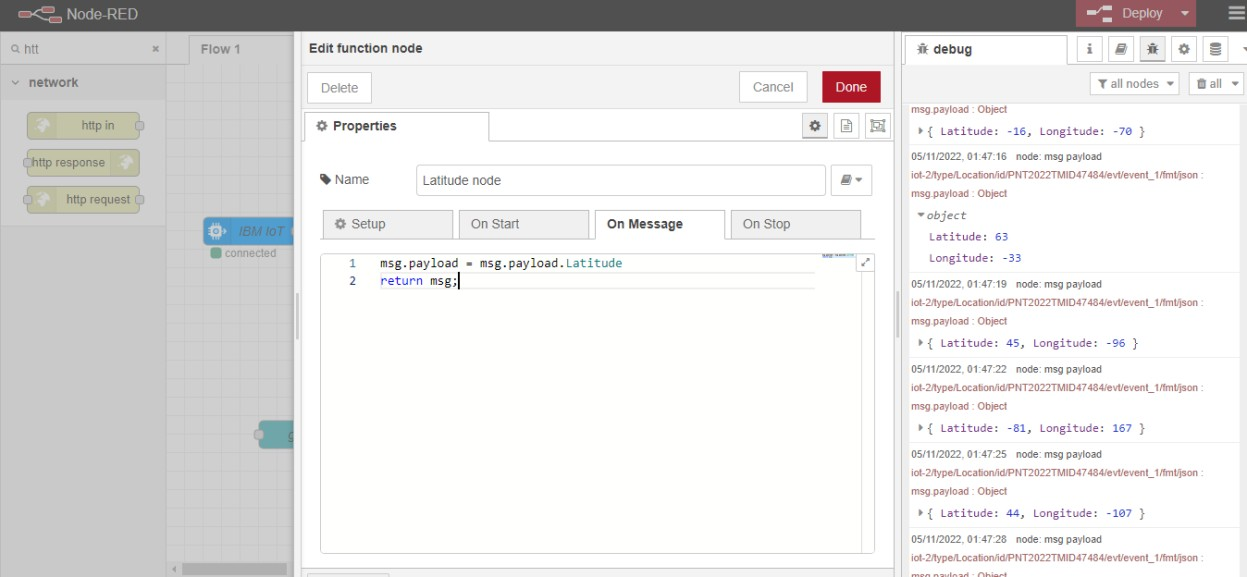 Node-RED
Deploy
htt
network
http in
http response
http request
Flow 1
IBM IoT
connected
Edit function node
Delete
Cancel
Done
Properties
Name
Latitude node
Setup
On Start
On Message
On Stop
1 msg.payload = msg.payload.Latitude
2 return msg;
debug
all nodes
all
msg.payload : Object
{ Latitude: -16, Longitude: -70 }
05/11/2022, 01:47:16 node: msg payload
iot-2/type/Location/id/PNT2022TMID47484/evt/event_1/fmt/json :
msg.payload : Object
object
Latitude: 63
Longitude: -33
05/11/2022, 01:47:19 node: msg payload
iot-2/type/Location/id/PNT2022TMID47484/evt/event_1/fmt/json :
msg.payload : Object
{ Latitude: 45, Longitude: -96 }
05/11/2022, 01:47:22 node: msg payload
iot-2/type/Location/id/PNT2022TMID47484/evt/event_1/fmt/json :
msg.payload : Object
{ Latitude: -81, Longitude: 167 }
05/11/2022, 01:47:25 node: msg payload
iot-2/type/Location/id/PNT2022TMID47484/evt/event_1/fmt/json :
msg.payload : Object
{ Latitude: 44, Longitude: -107 }
05/11/2022, 01:47:28 node: msg payload
iot-2/type/Location/id/PNT2022TMID47484/evt/event_1/fmt/json :
msg.payload : Object